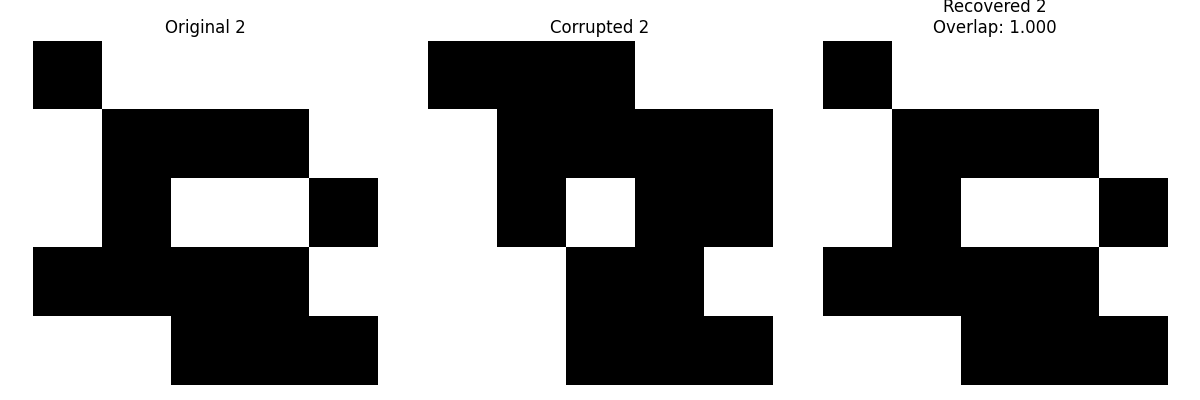 Original 2
Corrupted 2
Recovered 2
Overlap: 1.000